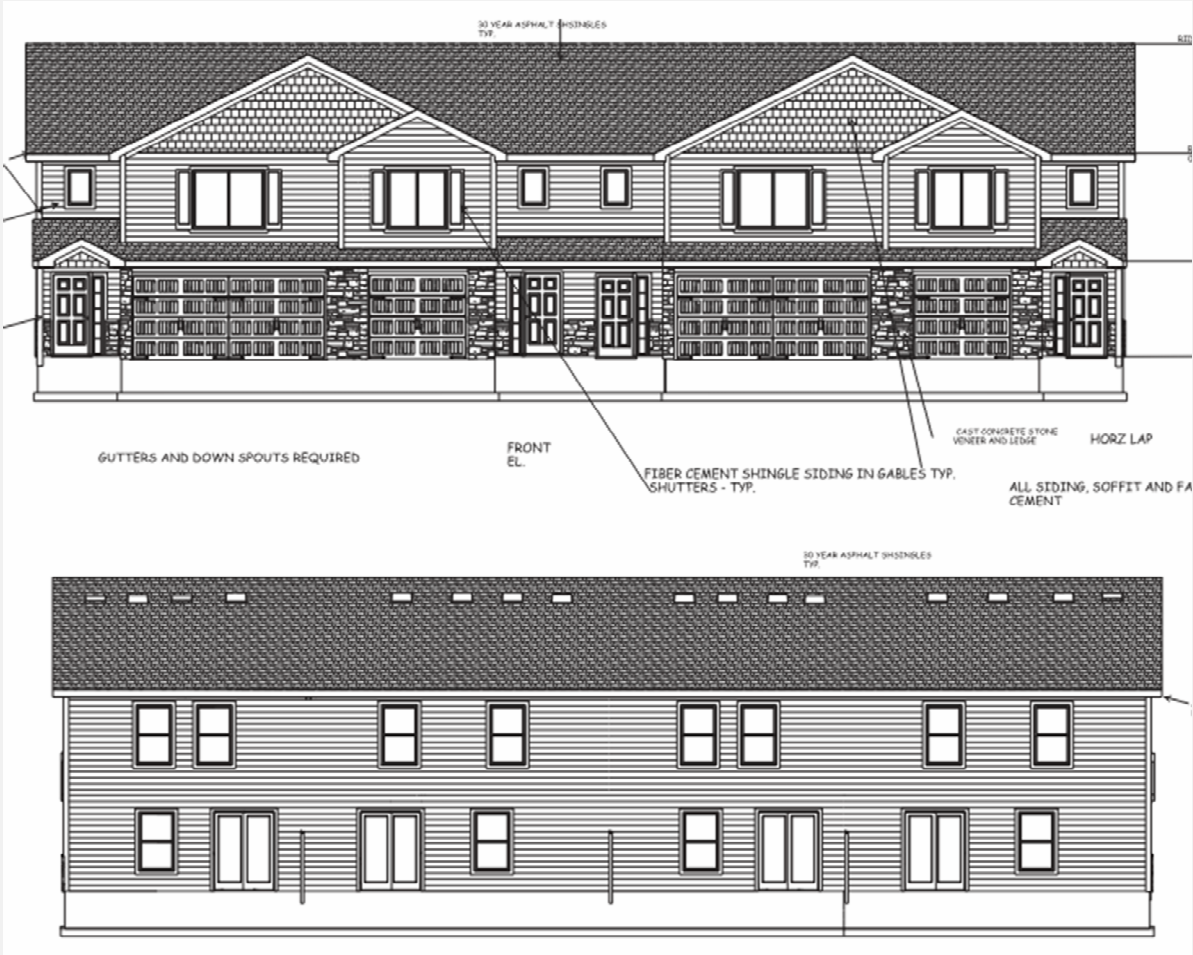 30 YEAR ASPHALT SHSINGLES
TYP.
GUTTERS AND DOWN SPOUTS REQUIRED
FRONT
EL.
CAST CONCRETE STONE
VENEER AND LEDGE
HORZ LAP
FIBER CEMENT SHINGLE SIDING IN GABLES TYP.
SHUTTERS - TYP.
ALL SIDING, SOFFIT AND FA
CEMENT
30 YEAR ASPHALT SHSINGLES
TYP.